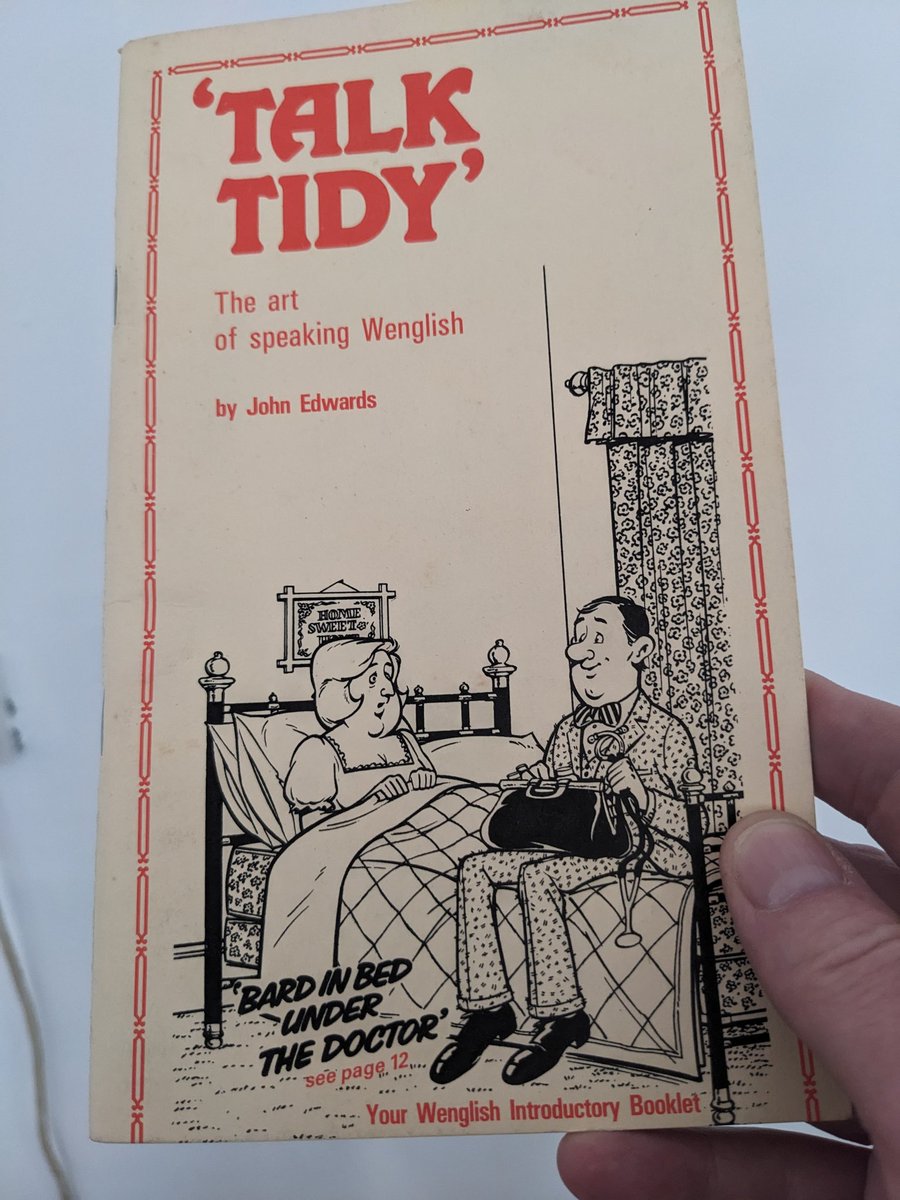 ‘TALK
TIDY’
The art
of speaking Wenglish
by John Edwards
HOME
SWEET
HOME
‘BARD IN BED
UNDER
THE DOCTOR’
see page 12
Your Wenglish Introductory Booklet